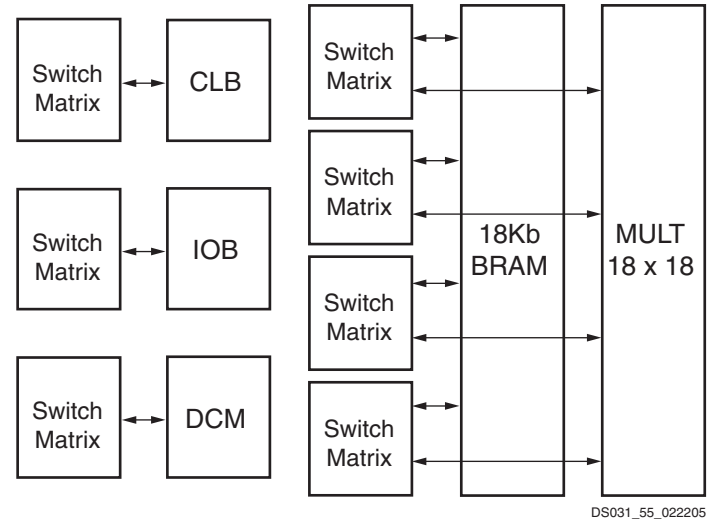 Switch
Matrix
CLB
Switch
Matrix
IOB
Switch
Matrix
DCM
Switch
Matrix
Switch
Matrix
Switch
Matrix
Switch
Matrix
18Kb
BRAM
MULT
18 x 18
DS031_55_022205